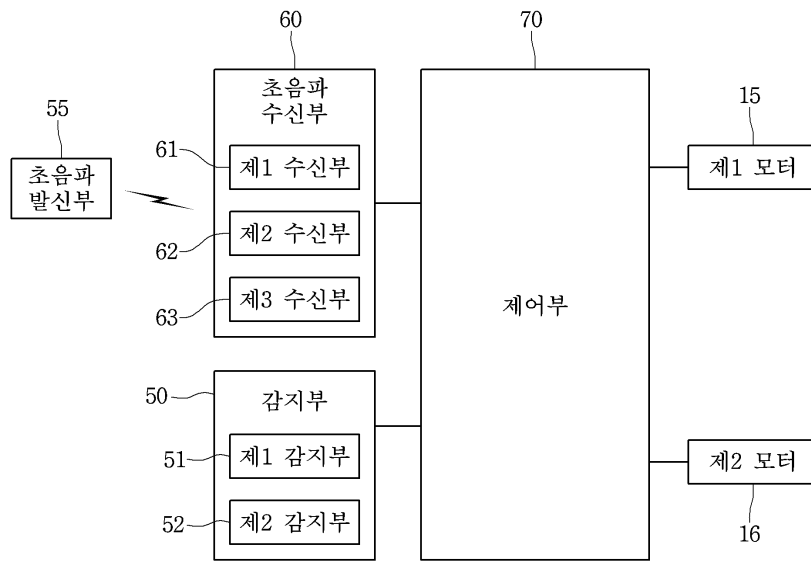 60
70
초음파
수신부
55
15
61
제1 수신부
제1 모터
초음파
발신부
제2 수신부
62
제3 수신부
63
제어부
50
감지부
51
제1 감지부
제2 모터
52
제2 감지부
16